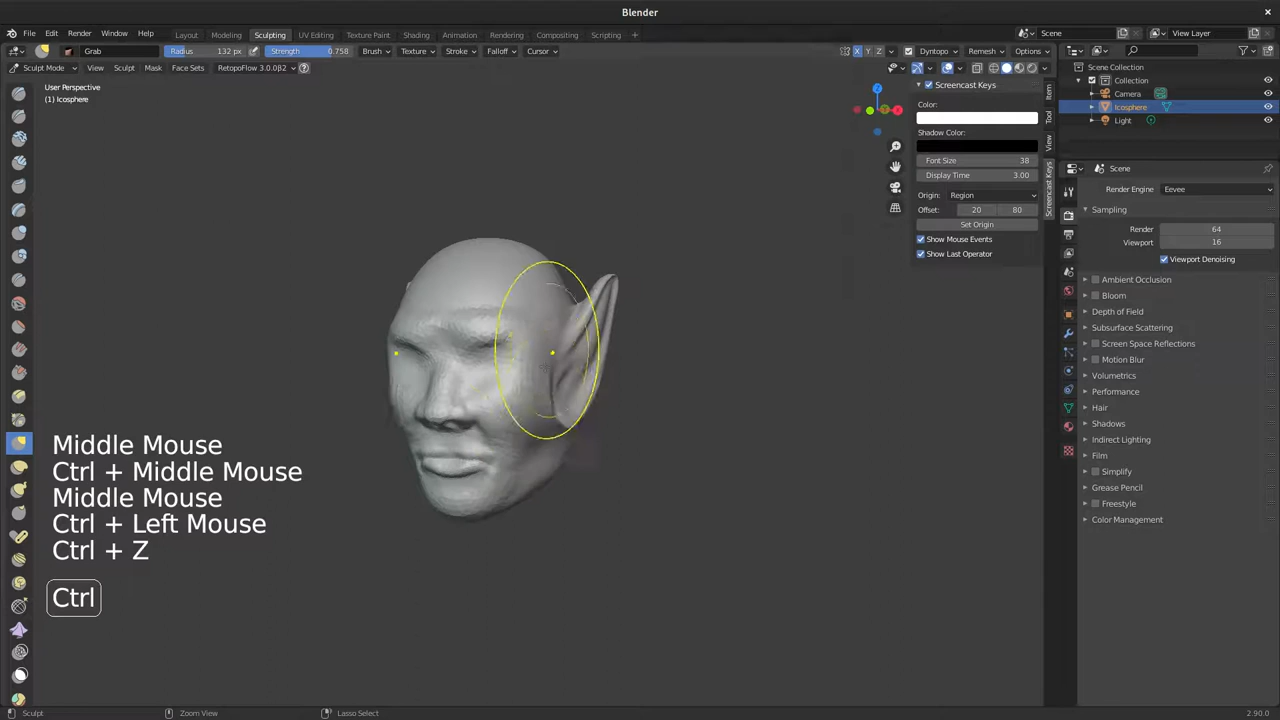 Blender
File Edit Render Window Help Layout Modeling Sculpting UV Editing Texture Paint Shading Animation Rendering Compositing Scripting Scene View Layer
Grab Radius 132 px Strength 0.758 Brush Texture Stroke Falloff Cursor X Y Z Dyntopo Remesh Options
Sculpt Mode View Sculpt Mask Face Sets RetopoFlow 3.0.0β2
User Perspective
(1) Icosphere
Screencast Keys
Color:
Shadow Color:
Font Size 38
Display Time 3.00
Origin: Region
Offset: 20 80
Set Origin
Show Mouse Events
Show Last Operator
Item
Tool
View
Screencast Keys
Scene Collection
Collection
Camera
Icosphere
Light
Scene
Render Engine Eevee
Sampling
Render 64
Viewport 16
Viewport Denoising
Ambient Occlusion
Bloom
Depth of Field
Subsurface Scattering
Screen Space Reflections
Motion Blur
Volumetrics
Performance
Hair
Shadows
Indirect Lighting
Film
Simplify
Grease Pencil
Freestyle
Color Management
Middle Mouse
Ctrl + Middle Mouse
Middle Mouse
Ctrl + Left Mouse
Ctrl + Z
Ctrl
Sculpt Zoom View Lasso Select 2.90.0